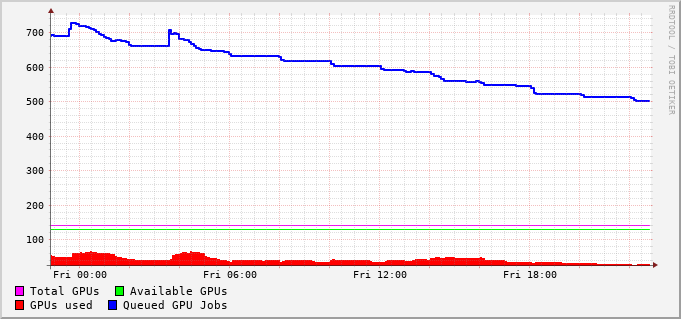 700
600
500
400
300
200
100
Fri 00:00 Fri 06:00 Fri 12:00 Fri 18:00
Total GPUs Available GPUs
GPUs used Queued GPU Jobs
RRDTOOL / TOBI OETIKER